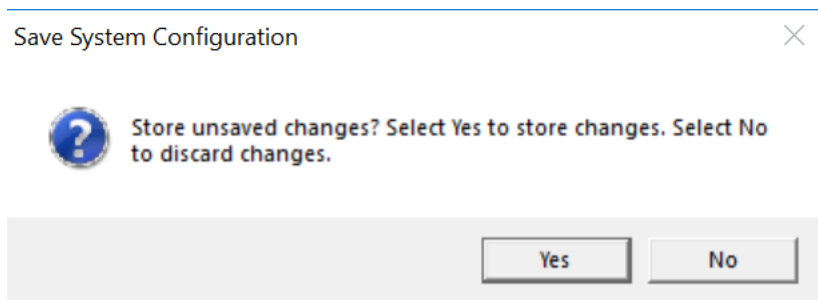 Save System Configuration
Store unsaved changes? Select Yes to store changes. Select No
to discard changes.
Yes No